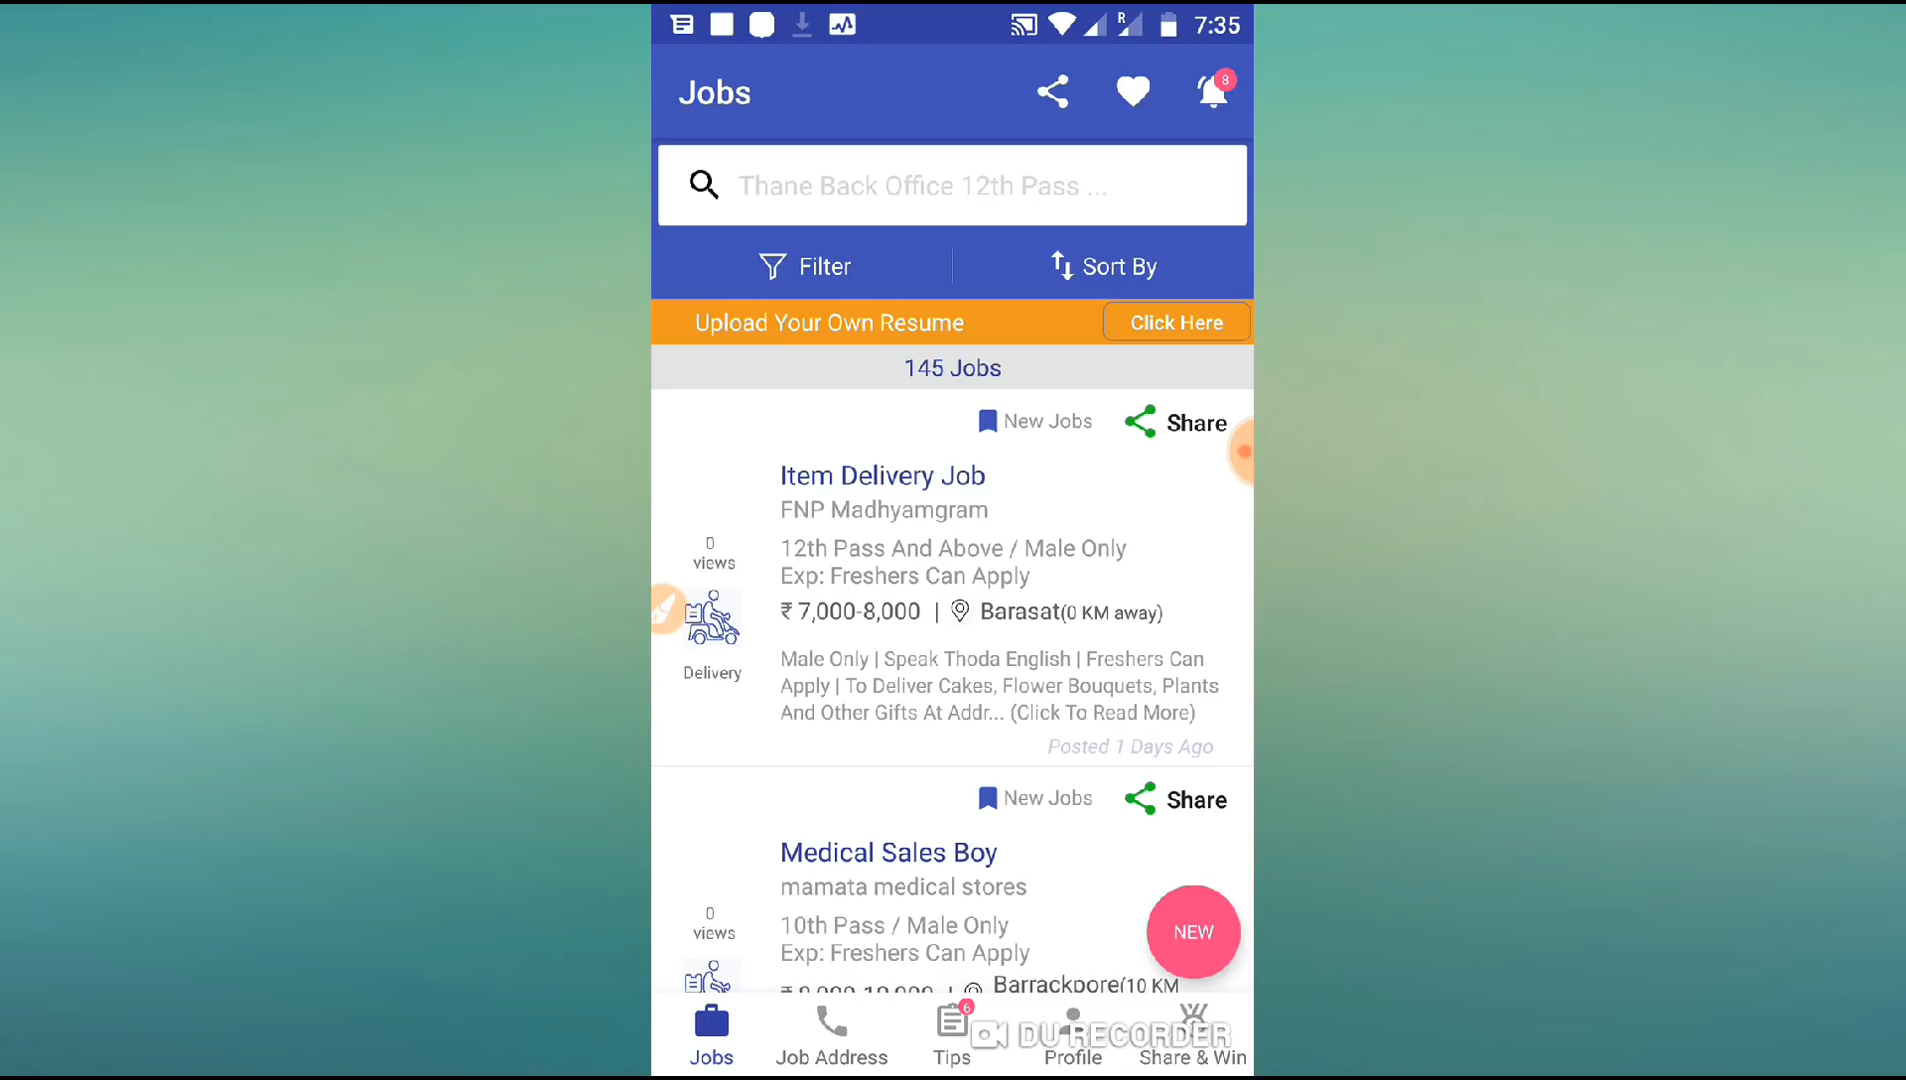 R
7:35
Jobs
8
Thane Back Office 12th Pass ...
Filter
Sort By
Upload Your Own Resume
Click Here
145 Jobs
New Jobs
Share
Item Delivery Job
FNP Madhyamgram
12th Pass And Above / Male Only
0
views
Exp: Freshers Can Apply
₹ 7,000-8,000 | Barasat(0 KM away)
Male Only | Speak Thoda English | Freshers Can
Delivery
Apply | To Deliver Cakes, Flower Bouquets, Plants
And Other Gifts At Addr... (Click To Read More)
Posted 1 Days Ago
New Jobs
Share
Medical Sales Boy
mamata medical stores
0
views
10th Pass / Male Only
NEW
Exp: Freshers Can Apply
Barrackpore(10 KM
6
DU RECORDER
Jobs
Job Address
Tips
Profile
Share & Win